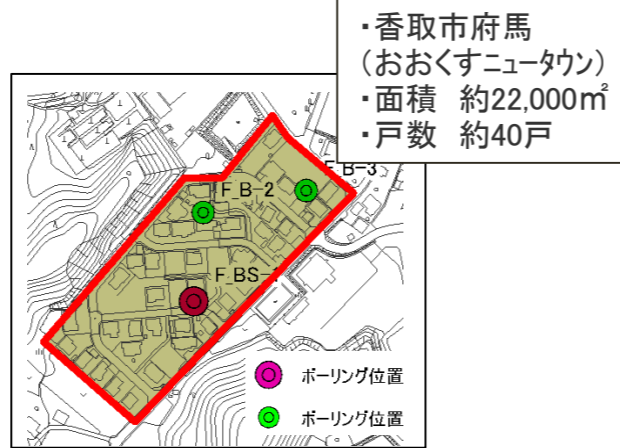 ・香取市府馬
(おおくすニュータウン)
・面積 約22,000㎡
・戸数 約40戸
F_B-3
F_B-2
F_BS-1
ボーリング位置
ボーリング位置